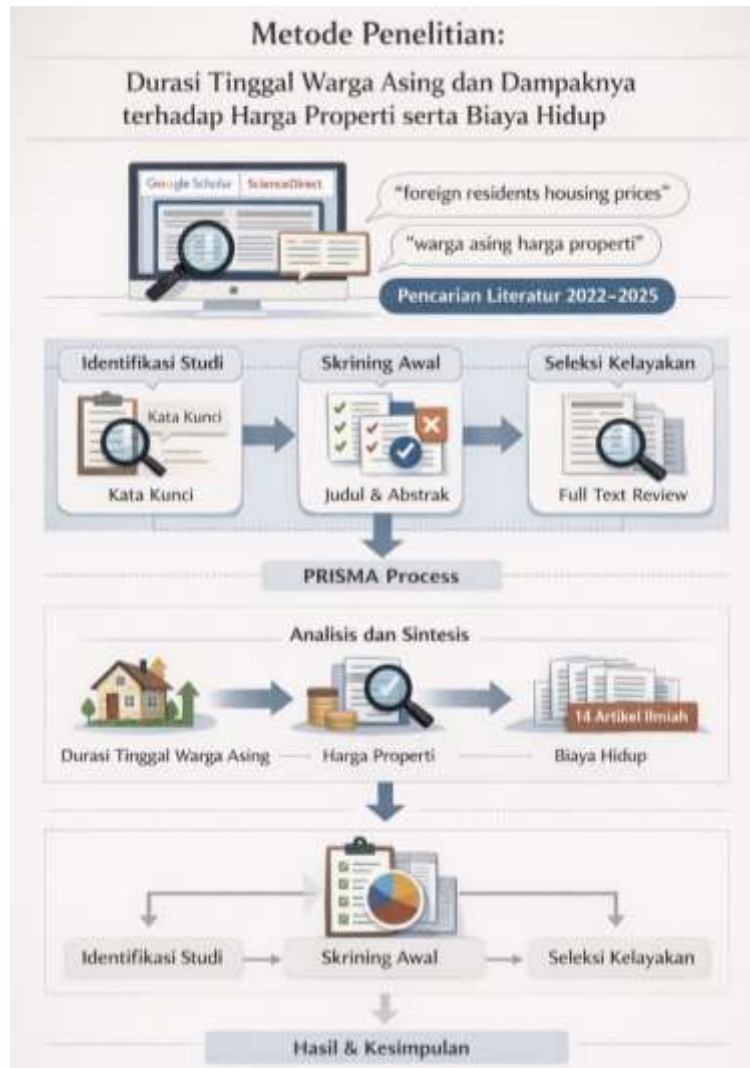 Metode Penelitian:
Durasi Tinggal Warga Asing dan Dampaknya
terhadap Harga Properti serta Biaya Hidup
Google Scholar
ScienceDirect
"foreign residents housing prices"
"warga asing harga properti"
Pencarian Literatur 2022–2025
Identifikasi Studi
Skrining Awal
Seleksi Kelayakan
Kata Kunci
Kata Kunci
Judul & Abstrak
Full Text Review
PRISMA Process
Analisis dan Sintesis
14 Artikel Ilmiah
Durasi Tinggal Warga Asing
Harga Properti
Biaya Hidup
Identifikasi Studi
Skrining Awal
Seleksi Kelayakan
Hasil & Kesimpulan